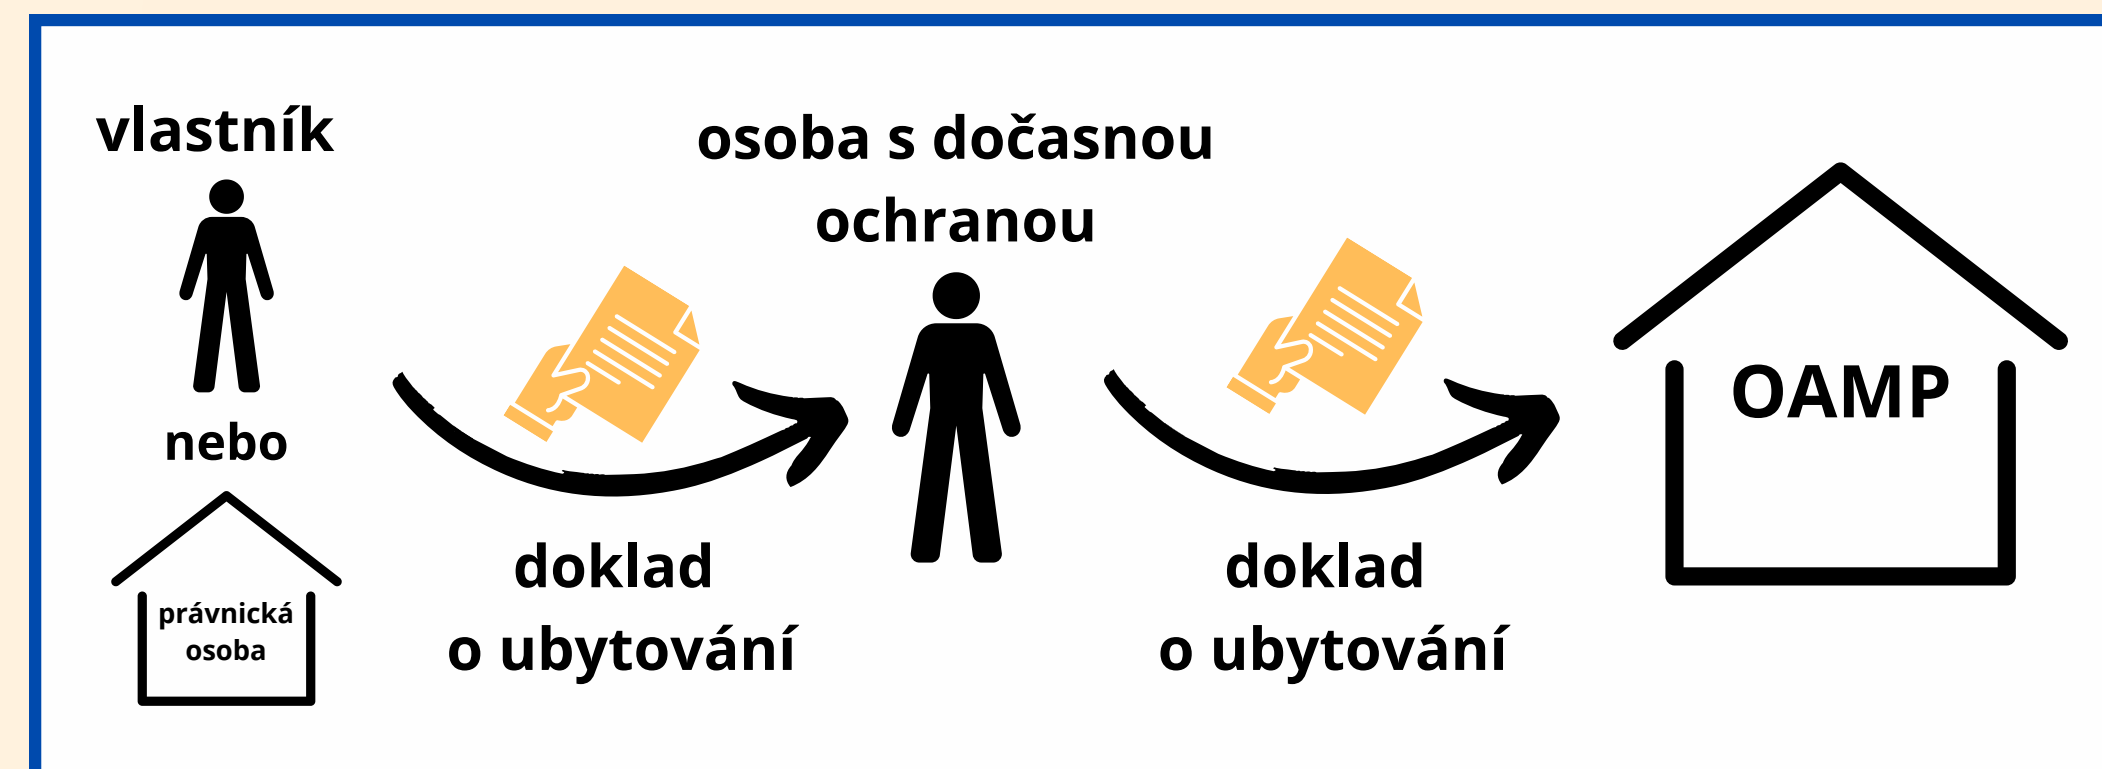 vlastník
nebo
právnická
osoba
doklad
o ubytování
osoba s dočasnou
ochranou
doklad
o ubytování
OAMP